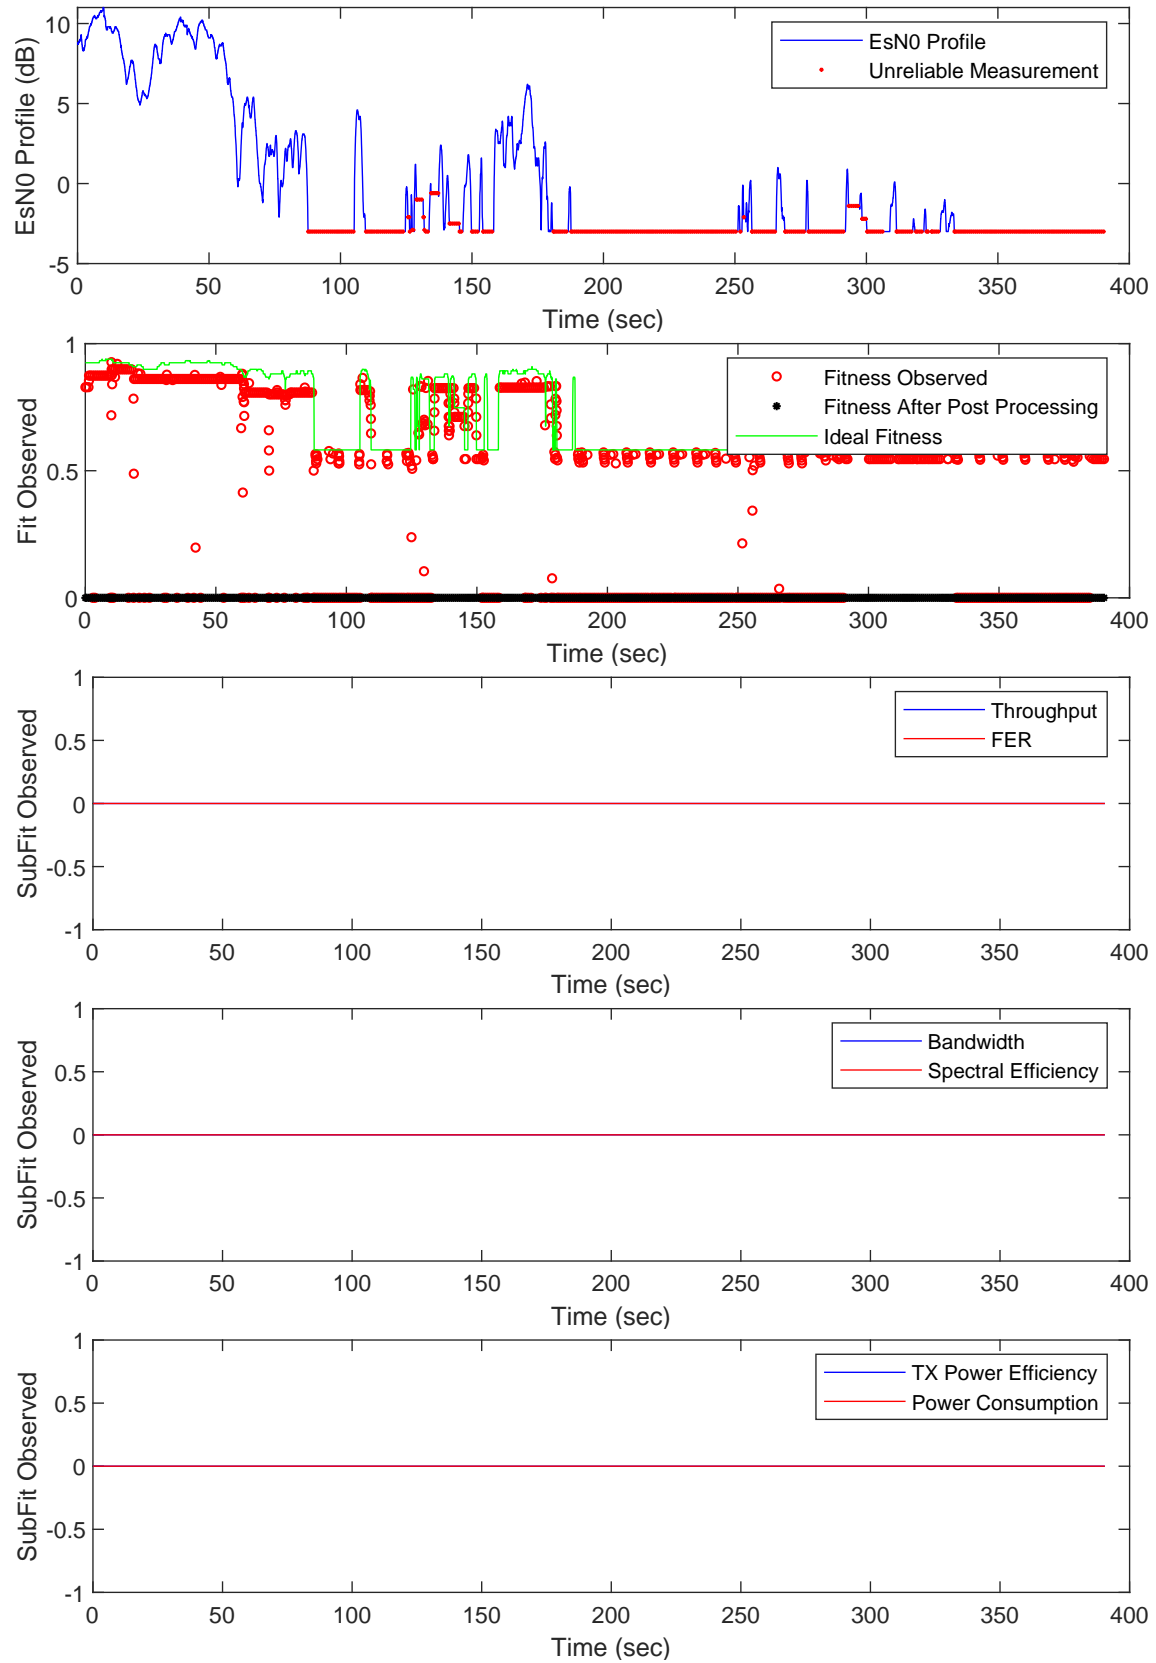 EsN0 Profile (dB)
10
5
0
-5
EsN0 Profile
Unreliable Measurement
0 50 100 150 200 250 300 350 400
Time (sec)
Fit Observed
1
0.5
0
Fitness Observed
Fitness After Post Processing
Ideal Fitness
0 50 100 150 200 250 300 350 400
Time (sec)
SubFit Observed
1
0.5
0
-0.5
-1
Throughput
FER
0 50 100 150 200 250 300 350 400
Time (sec)
SubFit Observed
1
0.5
0
-0.5
-1
Bandwidth
Spectral Efficiency
0 50 100 150 200 250 300 350 400
Time (sec)
SubFit Observed
1
0.5
0
-0.5
-1
TX Power Efficiency
Power Consumption
0 50 100 150 200 250 300 350 400
Time (sec)